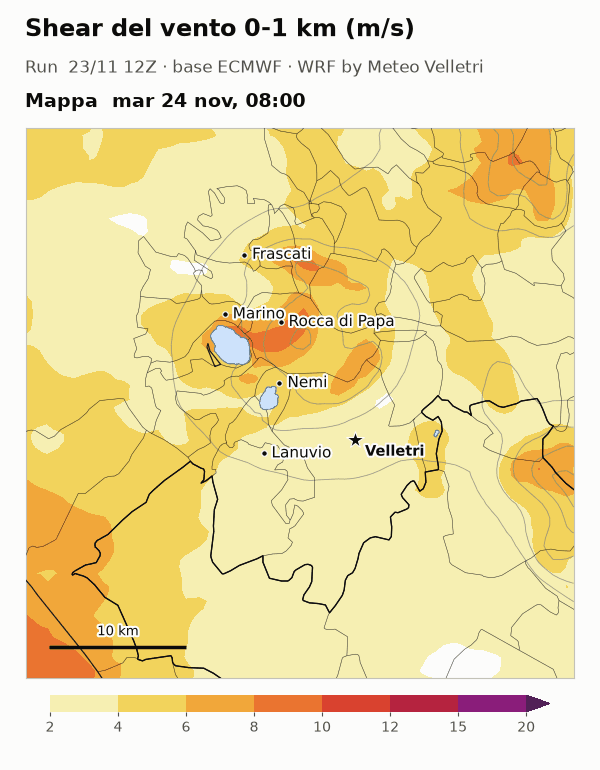 Shear del vento 0-1 km (m/s)
Run  23/11 12Z · base ECMWF · WRF by Meteo Velletri
Mappa  mar 24 nov, 08:00
Frascati
Marino
Rocca di Papa
Nemi
Velletri
Lanuvio
10 km
2 4 6 8 10 12 15 20